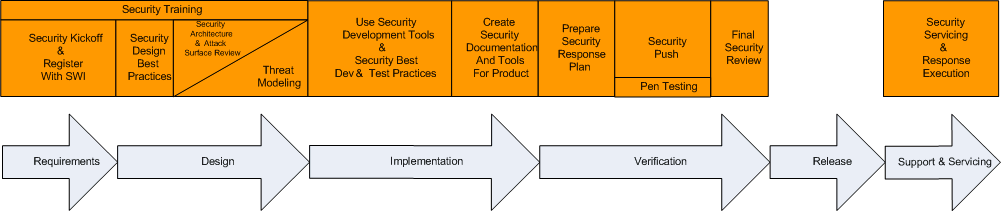 Security Training
Security Kickoff
&
Register
With SWI
Security
Design
Best
Practices
Security
Architecture
& Attack
Surface Review
Threat
Modeling
Use Security
Development Tools
&
Security Best
Dev & Test Practices
Create
Security
Documentation
And Tools
For Product
Prepare
Security
Response
Plan
Security
Push
Pen Testing
Final
Security
Review
Security
Servicing
&
Response
Execution
Requirements
Design
Implementation
Verification
Release
Support & Servicing